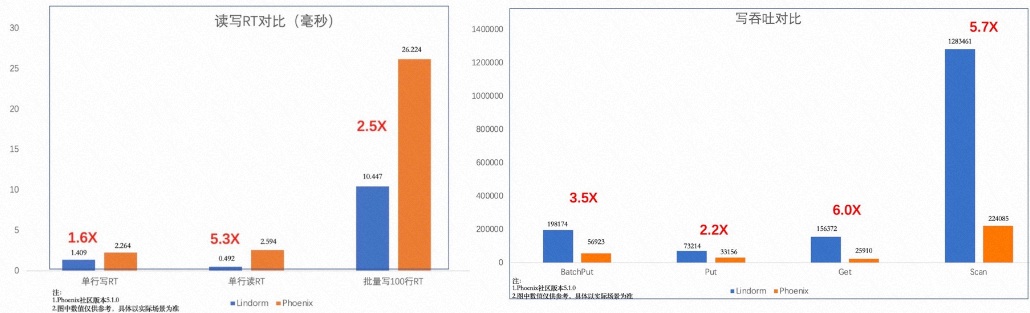 读写RT对比（毫秒）
30
25
20
15
10
5
0
1.6X
5.3X
2.5X
1.409
2.264
0.492
2.594
10.447
26.224
单行写RT
单行读RT
批量写100行RT
注:
1.Phoenix社区版本5.1.0
2.图中数值仅供参考，具体以实际场景为准
Lindorm
Phoenix
写吞吐对比
1400000
1200000
1000000
800000
600000
400000
200000
0
3.5X
2.2X
6.0X
5.7X
198174
56923
73214
33156
156372
25910
1283461
224085
BatchPut
Put
Get
Scan
注:
1.Phoenix社区版本5.1.0
2.图中数值仅供参考，具体以实际场景为准
Lindorm
Phoenix